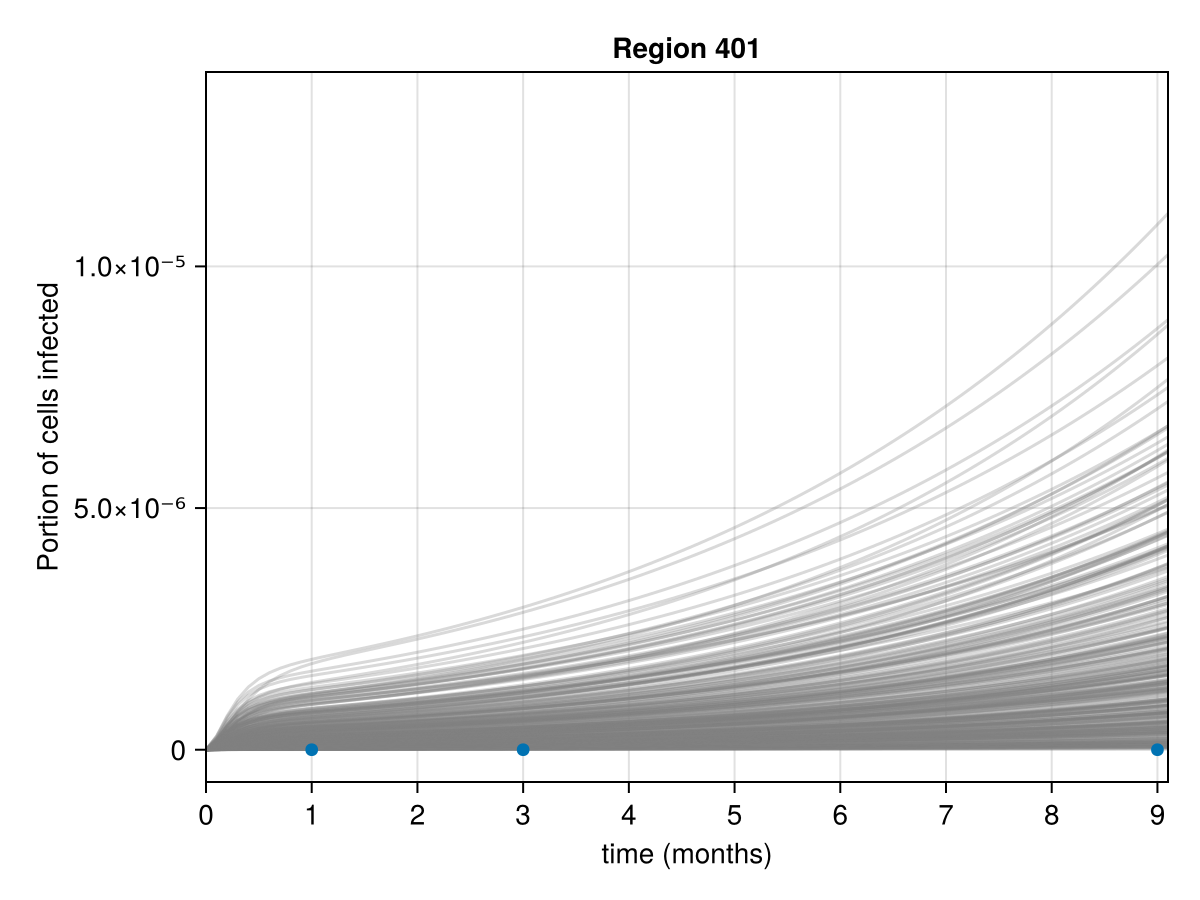 Region 401
Portion of cells infected
1.0×10⁻⁵
5.0×10⁻⁶
0
0 1 2 3 4 5 6 7 8 9
time (months)